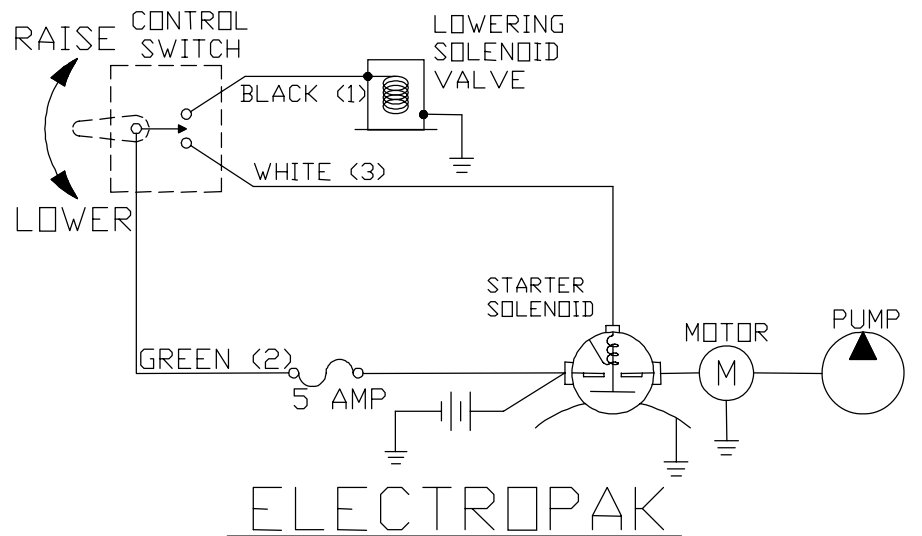 RAISE
CONTROL
SWITCH
LOWERING
SOLENOID
VALVE
BLACK (1)
WHITE (3)
LOWER
STARTER
SOLENOID
MOTOR
PUMP
GREEN (2)
5 AMP
M
ELECTROPAK